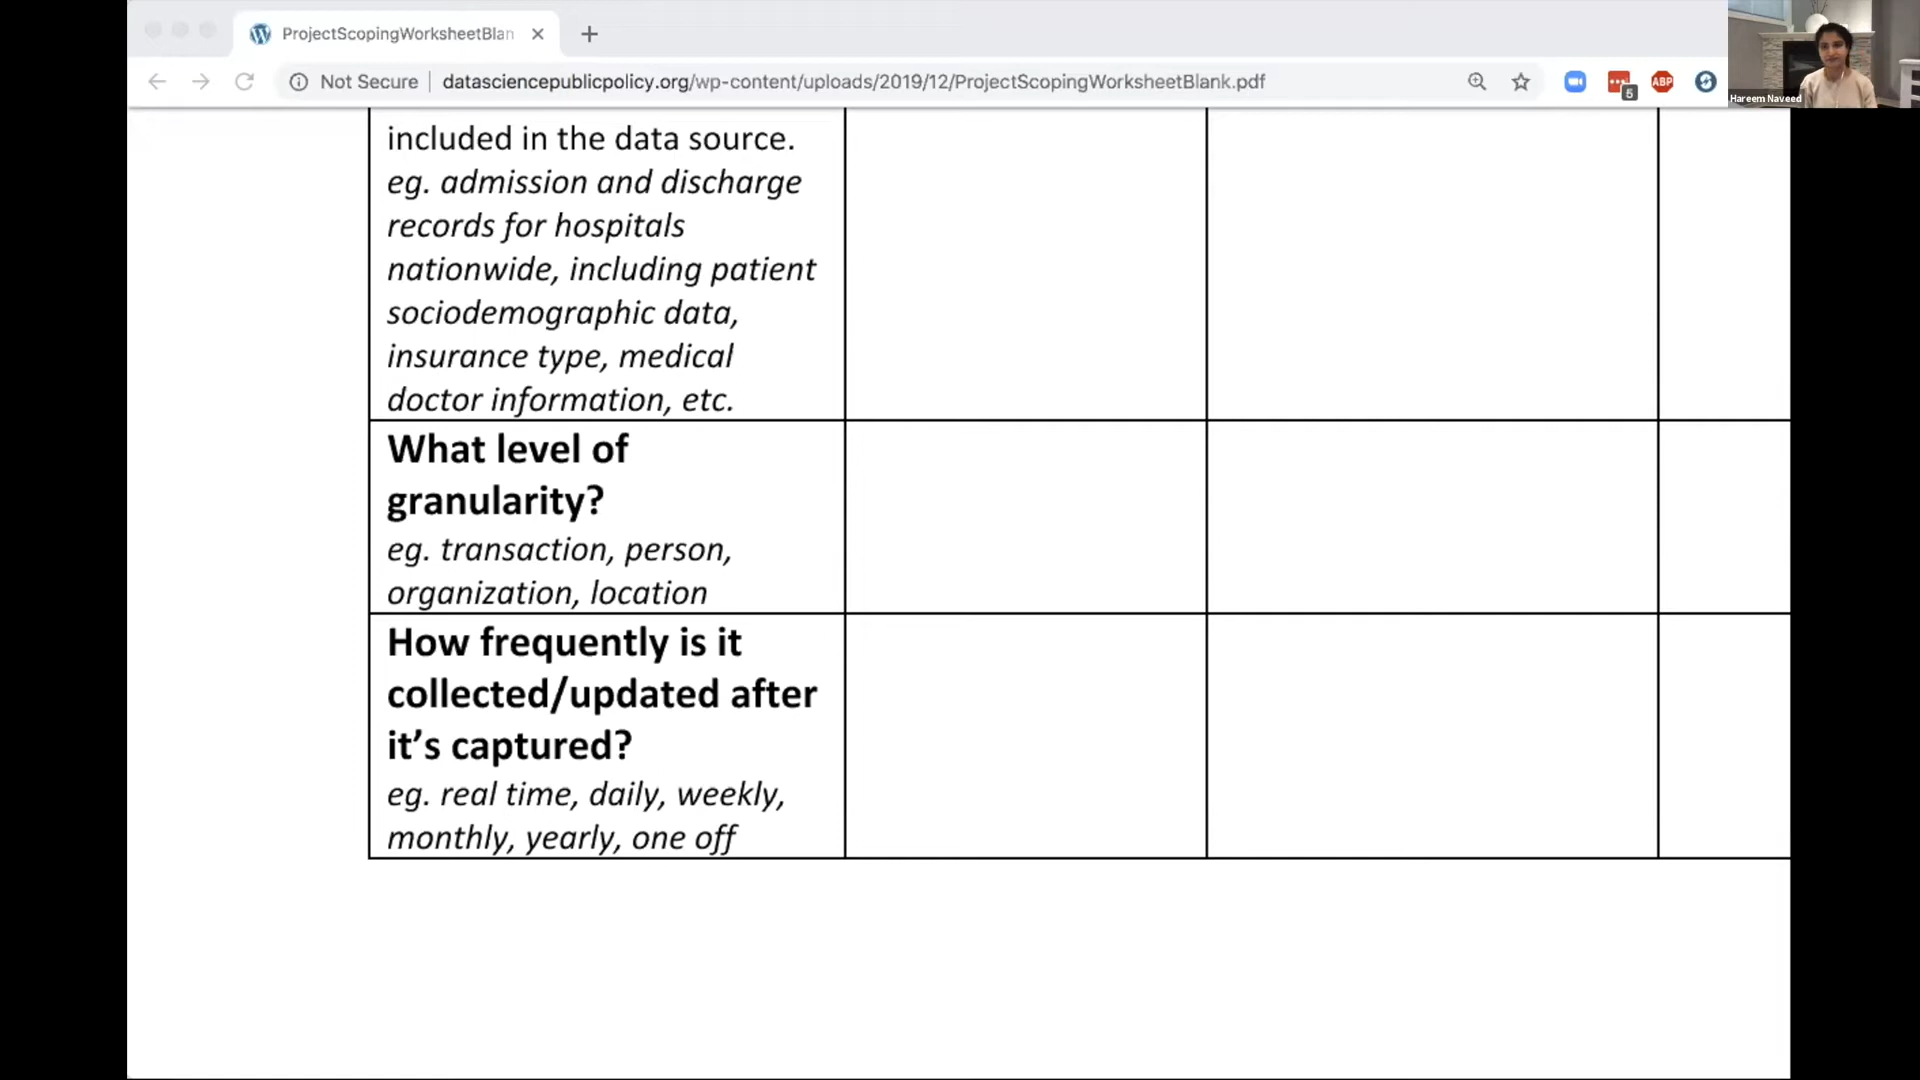 ProjectScopingWorksheetBlan
Not Secure
datasciencepublicpolicy.org/wp-content/uploads/2019/12/ProjectScopingWorksheetBlank.pdf
5
ABP
Hareem Naveed
included in the data source.
eg. admission and discharge
records for hospitals
nationwide, including patient
sociodemographic data,
insurance type, medical
doctor information, etc.
What level of
granularity?
eg. transaction, person,
organization, location
How frequently is it
collected/updated after
it’s captured?
eg. real time, daily, weekly,
monthly, yearly, one off